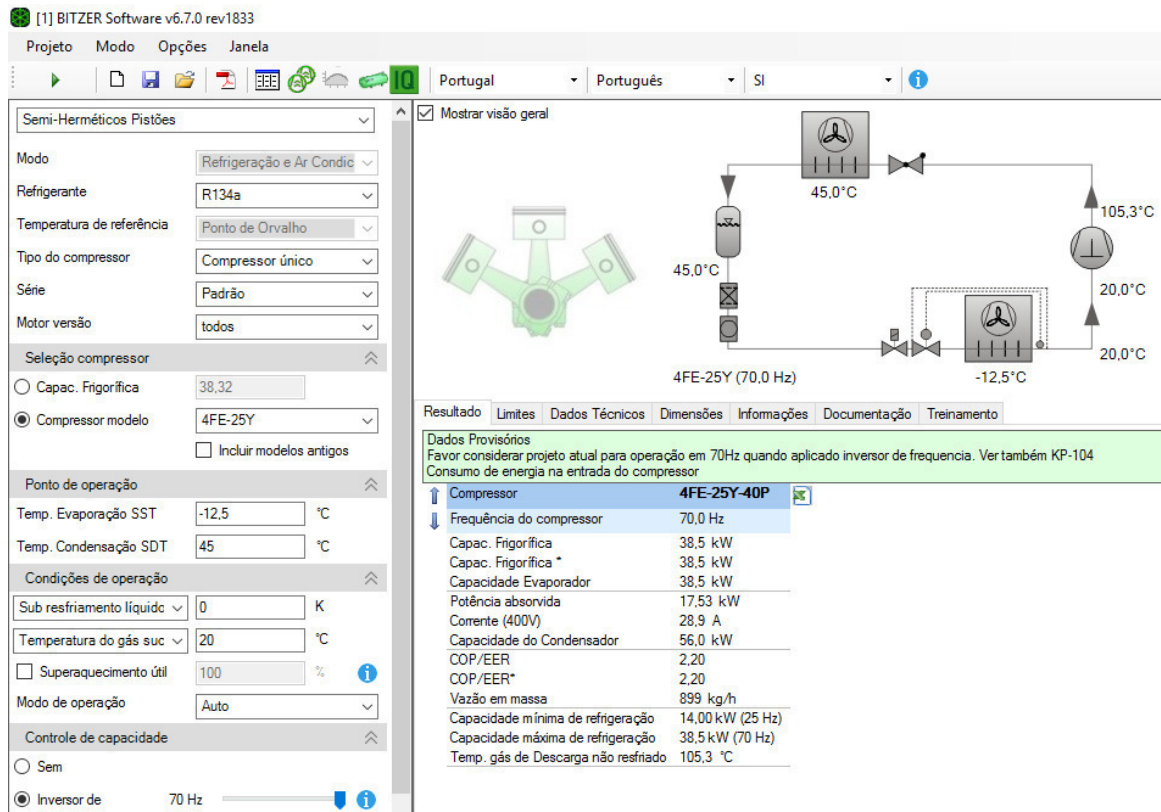 [1] BITZER Software v6.7.0 rev1833
Projeto Modo Opções Janela
IQ Portugal Português SI
Semi-Herméticos Pistões
Modo Refrigeração e Ar Condic
Refrigerante R134a
Temperatura de referência Ponto de Orvalho
Tipo do compressor Compressor único
Série Padrão
Motor versão todos
Seleção compressor
Capac. Frigorífica 38,32
Compressor modelo 4FE-25Y
Incluir modelos antigos
Ponto de operação
Temp. Evaporação SST -12,5 °C
Temp. Condensação SDT 45 °C
Condições de operação
Sub resfriamento líquidc 0 K
Temperatura do gás suc 20 °C
Superaquecimento útil 100 %
Modo de operação Auto
Controle de capacidade
Sem
Inversor de 70 Hz
Mostrar visão geral
45,0°C
105,3°C
45,0°C
20,0°C
20,0°C
4FE-25Y (70,0 Hz)
-12,5°C
Resultado Limites Dados Técnicos Dimensões Informações Documentação Treinamento
Dados Provisórios
Favor considerar projeto atual para operação em 70Hz quando aplicado inversor de frequencia. Ver também KP-104
Consumo de energia na entrada do compressor
Compressor 4FE-25Y-40P
Frequência do compressor 70,0 Hz
Capac. Frigorífica 38,5 kW
Capac. Frigorífica * 38,5 kW
Capacidade Evaporador 38,5 kW
Potência absorvida 17,53 kW
Corrente (400V) 28,9 A
Capacidade do Condensador 56,0 kW
COP/EER 2,20
COP/EER* 2,20
Vazão em massa 899 kg/h
Capacidade mínima de refrigeração 14,00 kW (25 Hz)
Capacidade máxima de refrigeração 38,5 kW (70 Hz)
Temp. gás de Descarga não resfriado 105,3 °C